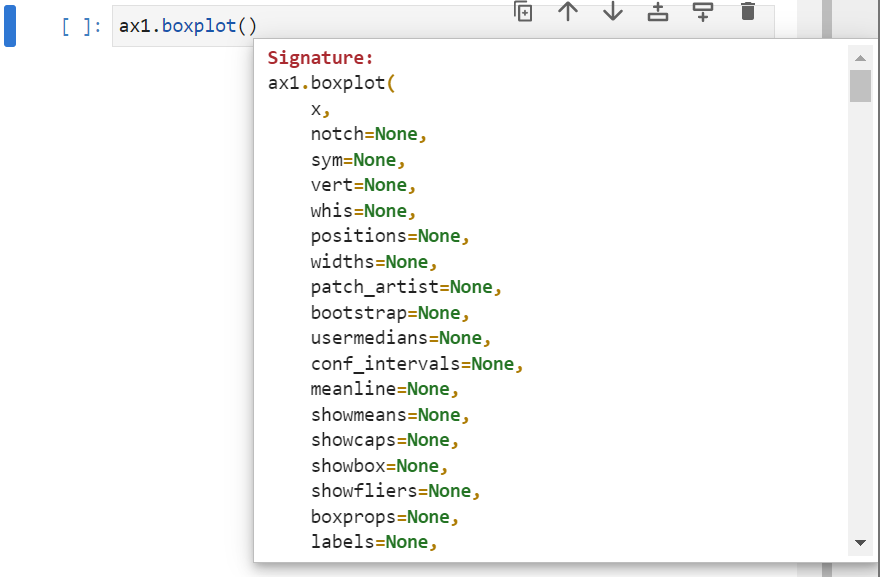 [ ]: ax1.boxplot()
Signature:
ax1.boxplot(
x,
notch=None,
sym=None,
vert=None,
whis=None,
positions=None,
widths=None,
patch_artist=None,
bootstrap=None,
usermedians=None,
conf_intervals=None,
meanline=None,
showmeans=None,
showcaps=None,
showbox=None,
showfliers=None,
boxprops=None,
labels=None,